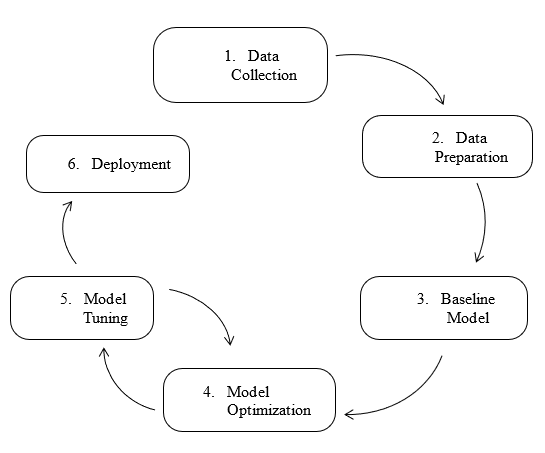 1. Data
Collection
2. Data
Preparation
3. Baseline
Model
4. Model
Optimization
5. Model
Tuning
6. Deployment